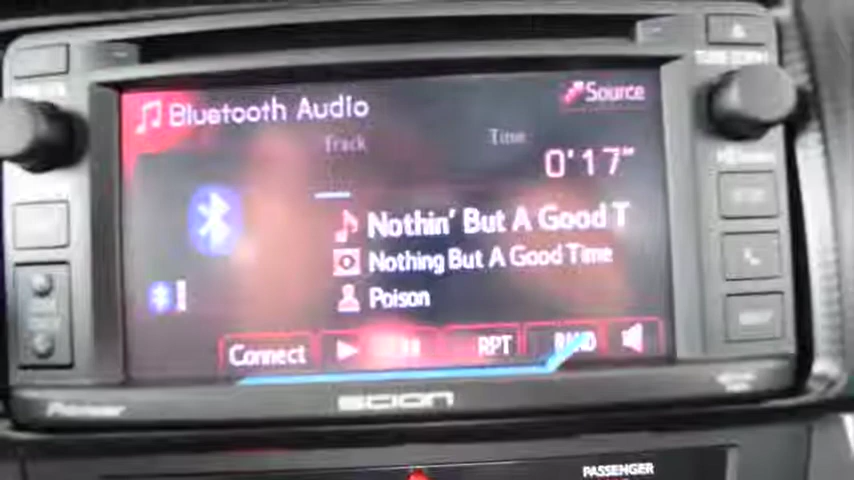 Bluetooth Audio
Source
Track
Time
0'17"
Nothin' But A Good T
Nothing But A Good Time
Poison
Connect
RPT
RAND
Pioneer
SCION
PASSENGER